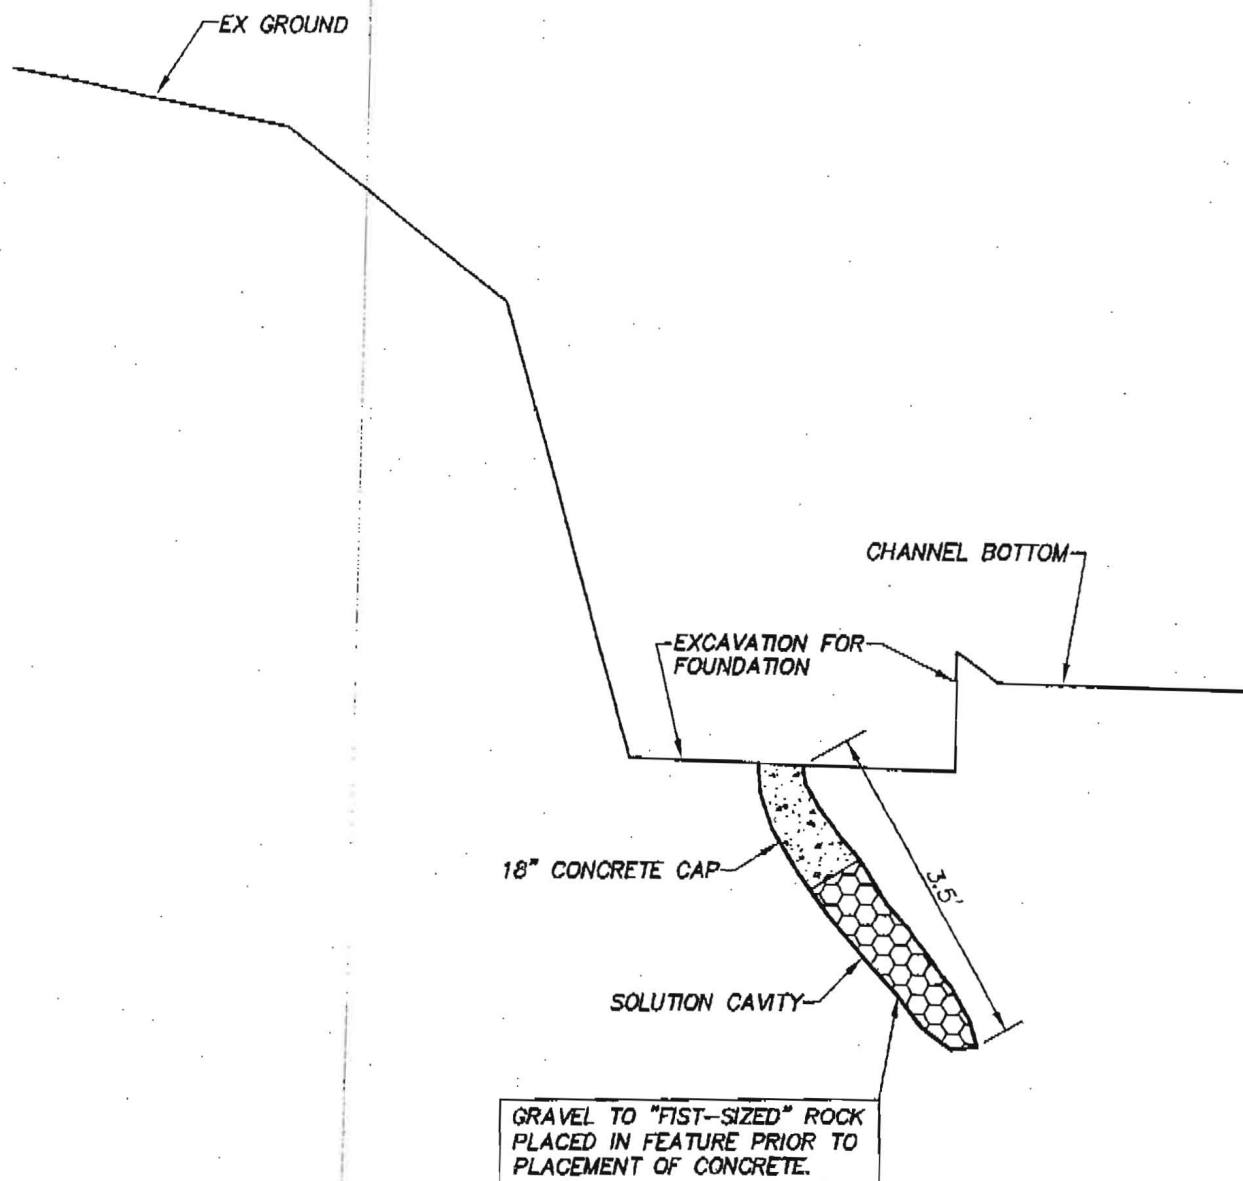 EX GROUND
CHANNEL BOTTOM
EXCAVATION FOR
FOUNDATION
18" CONCRETE CAP
3.5'
SOLUTION CAVITY
GRAVEL TO "FIST-SIZED" ROCK
PLACED IN FEATURE PRIOR TO
PLACEMENT OF CONCRETE.